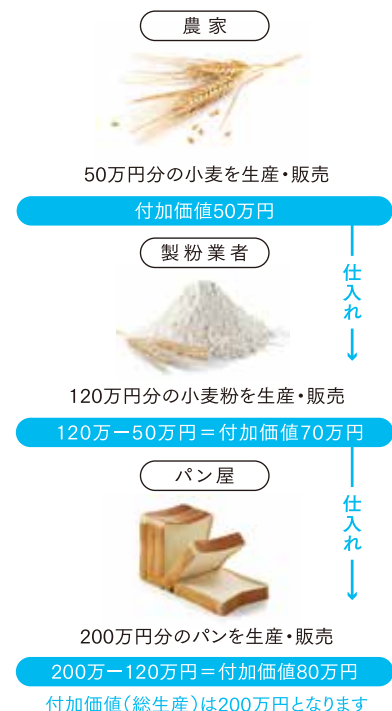 農家
50万円分の小麦を生産・販売
付加価値50万円
仕入れ
製粉業者
120万円分の小麦粉を生産・販売
120万ー50万円＝付加価値70万円
仕入れ
パン屋
200万円分のパンを生産・販売
200万ー120万円＝付加価値80万円
付加価値（総生産）は200万円となります